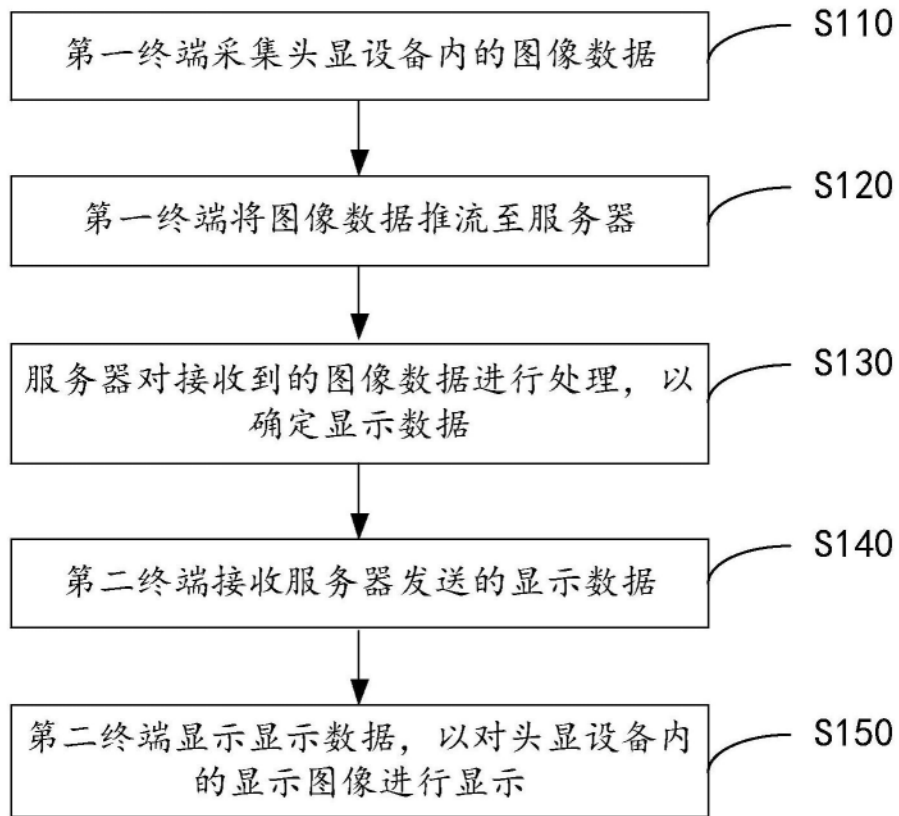 第一终端采集头显设备内的图像数据
S110
第一终端将图像数据推流至服务器
S120
服务器对接收到的图像数据进行处理，以
确定显示数据
S130
第二终端接收服务器发送的显示数据
S140
第二终端显示显示数据，以对头显设备内
的显示图像进行显示
S150